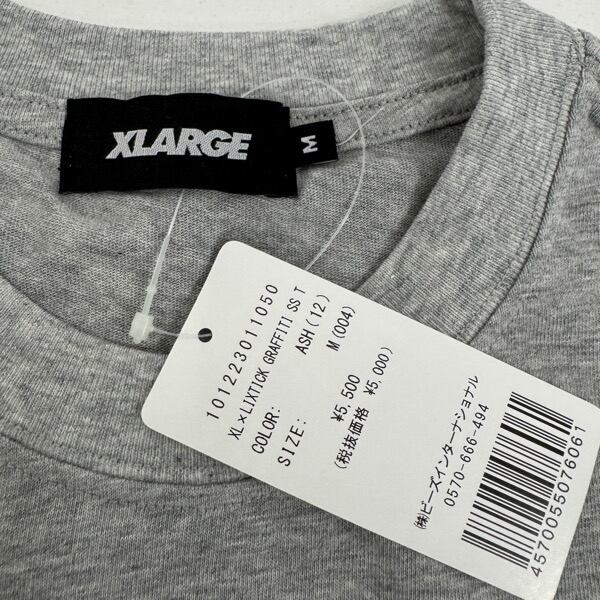 XLARGE
M
101223011050
XL×LIXTICK GRAFFITI SS T
COLOR: ASH(12)
SIZE: M(004)
¥5,500
(税抜価格 ¥5,000)
㈱ビーズインターナショナル
0570-666-494
4570055076061